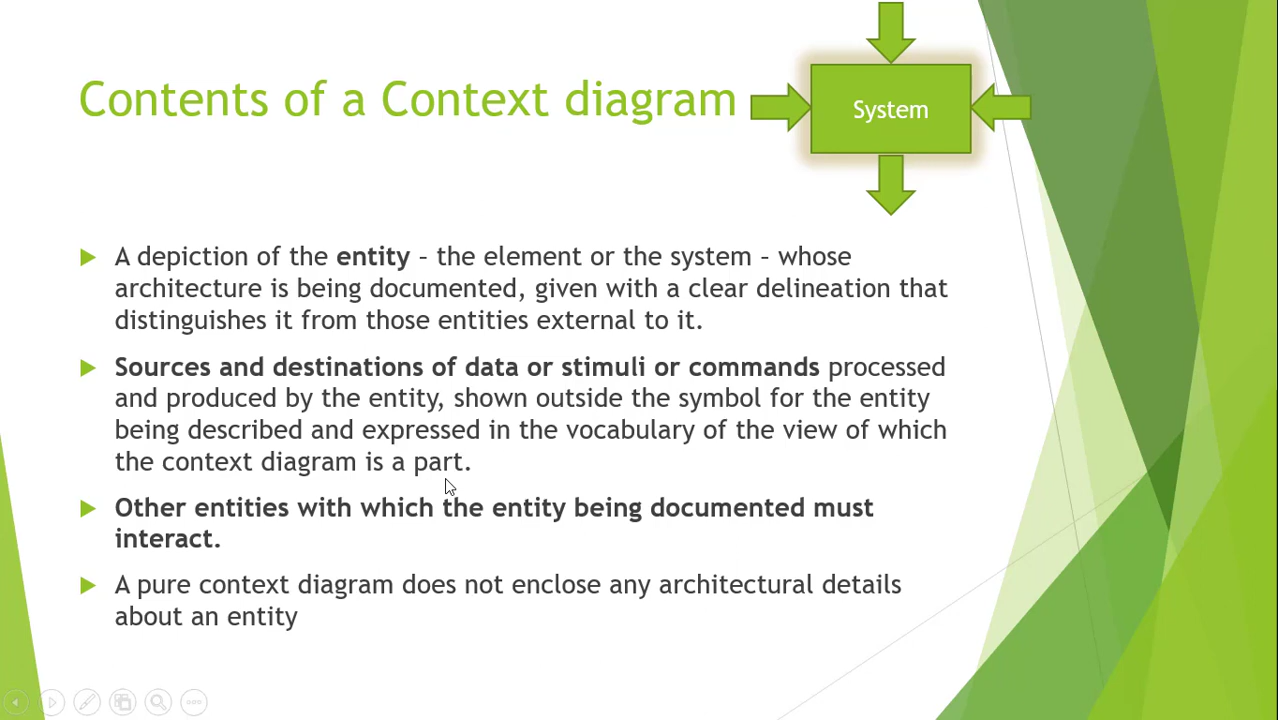 Contents of a Context diagram
System
A depiction of the entity – the element or the system – whose
architecture is being documented, given with a clear delineation that
distinguishes it from those entities external to it.
Sources and destinations of data or stimuli or commands processed
and produced by the entity, shown outside the symbol for the entity
being described and expressed in the vocabulary of the view of which
the context diagram is a part.
Other entities with which the entity being documented must
interact.
A pure context diagram does not enclose any architectural details
about an entity